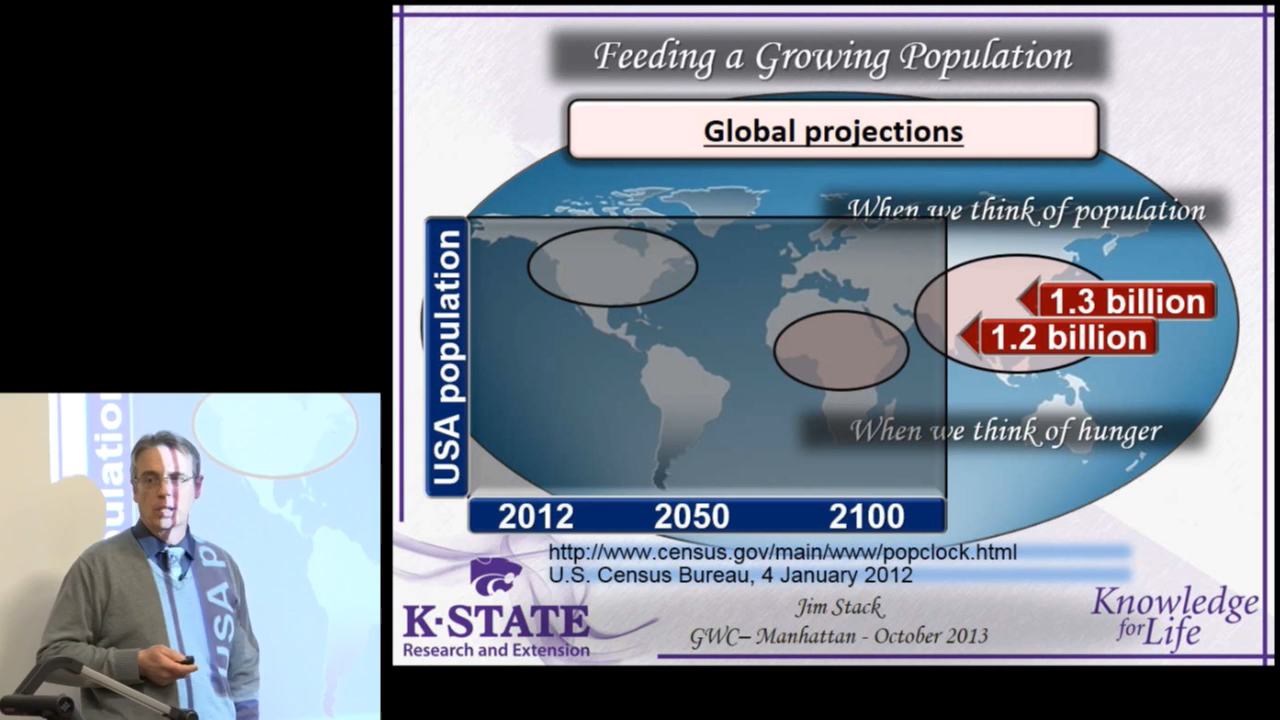 Feeding a Growing Population
Global projections
When we think of population
USA population
1.3 billion
1.2 billion
When we think of hunger
2012 2050 2100
http://www.census.gov/main/www/popclock.html
U.S. Census Bureau, 4 January 2012
Jim Stack
GWC– Manhattan - October 2013
K-STATE
Research and Extension
Knowledge
for Life
ulation
USA P